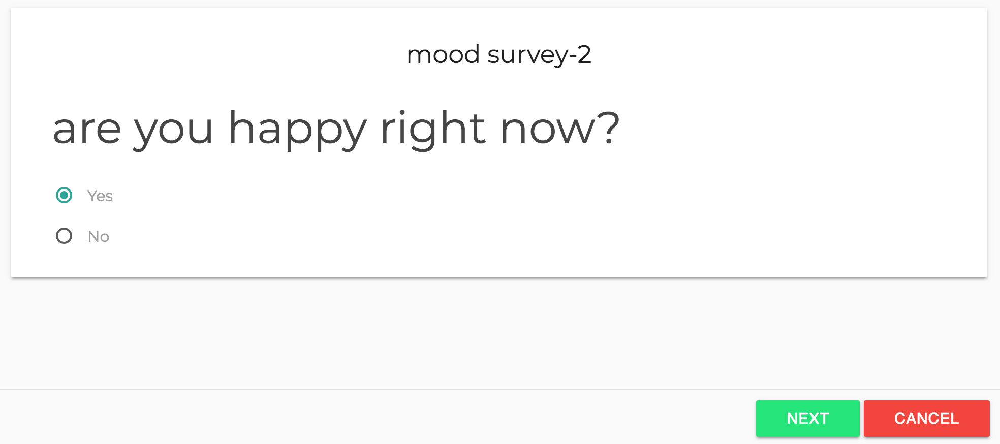 mood survey-2
are you happy right now?
Yes
No
NEXT CANCEL